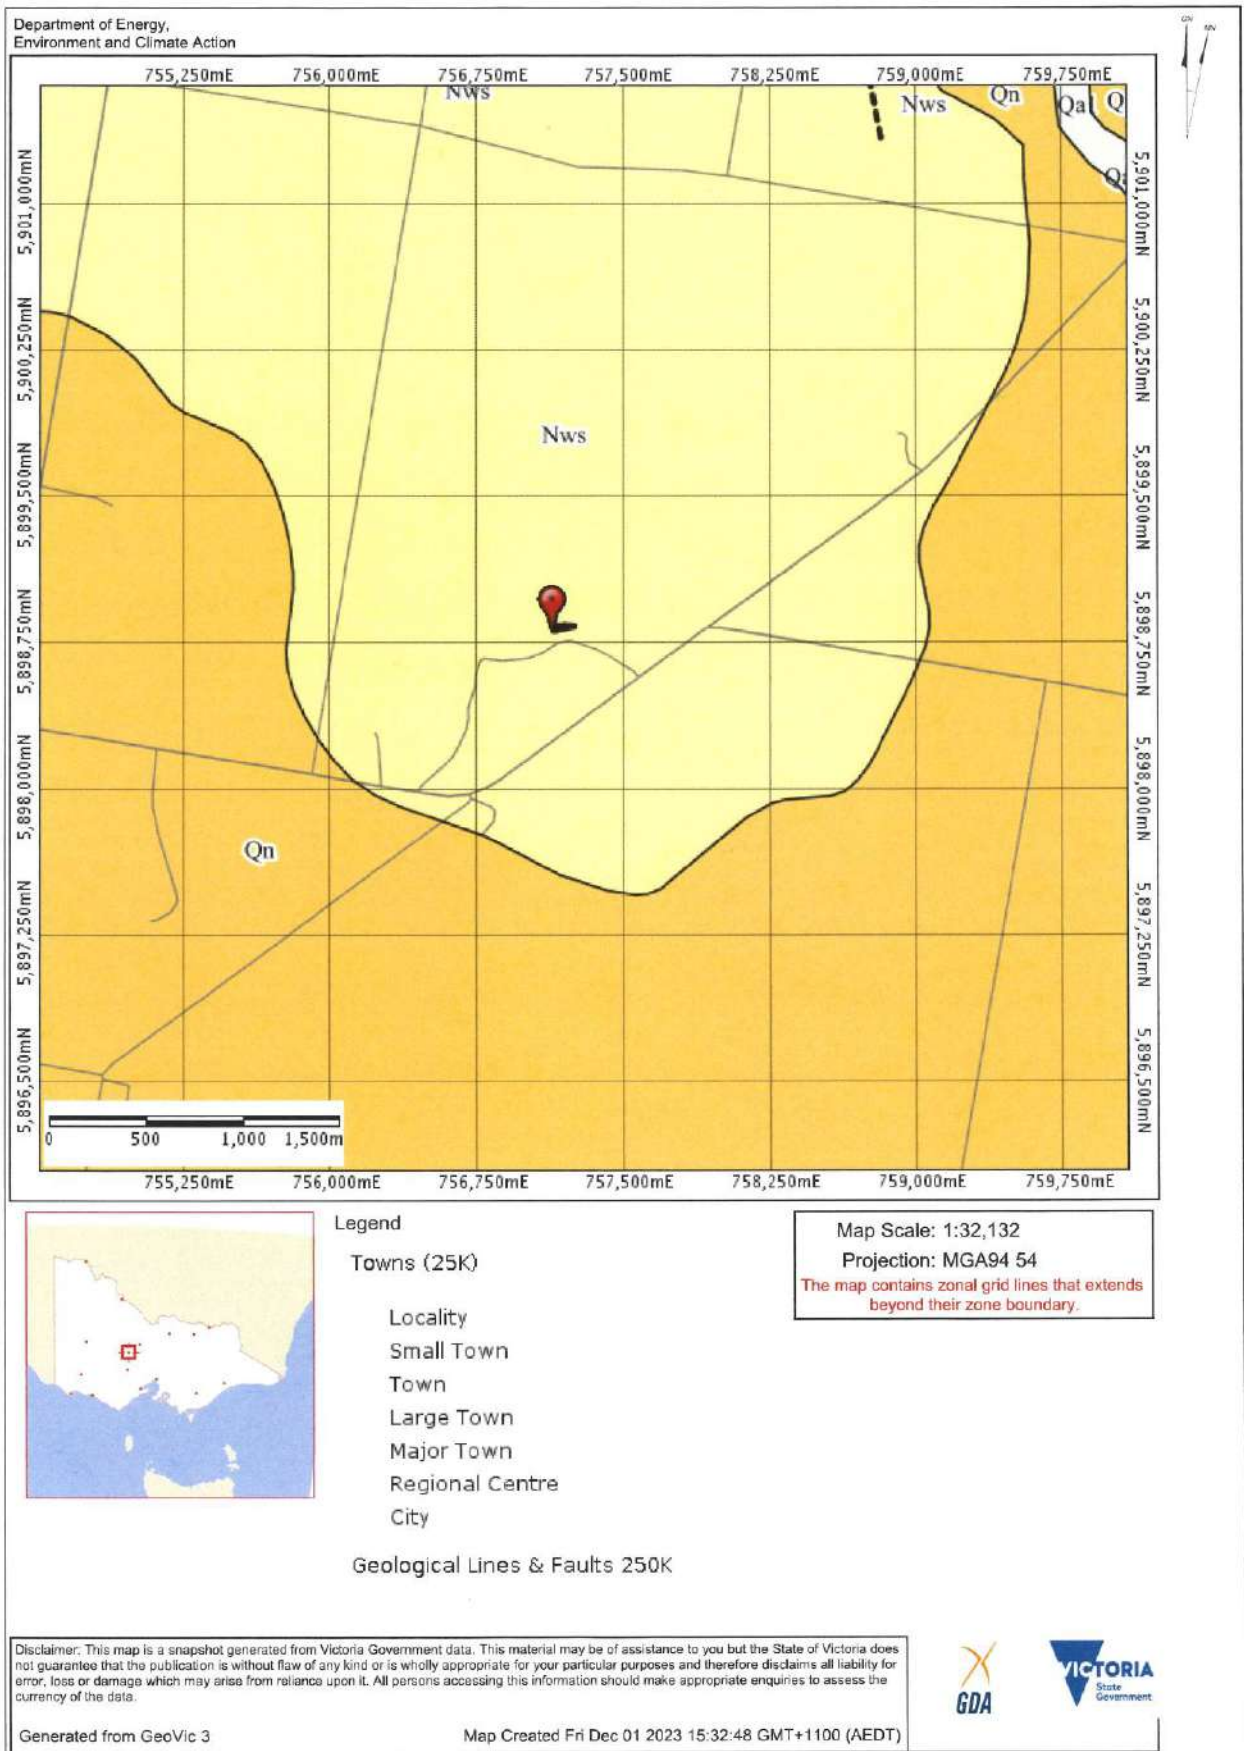 Department of Energy,
Environment and Climate Action
GN
MN
755,250mE 756,000mE 756,750mE 757,500mE 758,250mE 759,000mE 759,750mE
Nws
Nws
Qn
Qal
Q
5,901,000mN
5,901,000mN
5,900,250mN
5,900,250mN
Nws
5,899,500mN
5,899,500mN
5,898,750mN
5,898,750mN
5,898,000mN
5,898,000mN
Qn
5,897,250mN
5,897,250mN
5,896,500mN
5,896,500mN
0 500 1,000 1,500m
755,250mE 756,000mE 756,750mE 757,500mE 758,250mE 759,000mE 759,750mE
Legend
Towns (25K)
Locality
Small Town
Town
Large Town
Major Town
Regional Centre
City
Geological Lines & Faults 250K
Map Scale: 1:32,132
Projection: MGA94 54
The map contains zonal grid lines that extends
beyond their zone boundary.
Disclaimer: This map is a snapshot generated from Victoria Government data. This material may be of assistance to you but the State of Victoria does
not guarantee that the publication is without flaw of any kind or is wholly appropriate for your particular purposes and therefore disclaims all liability for
error, loss or damage which may arise from reliance upon it. All persons accessing this information should make appropriate enquiries to assess the
currency of the data.
Generated from GeoVic 3
Map Created Fri Dec 01 2023 15:32:48 GMT+1100 (AEDT)
GDA
VICTORIA
State
Government